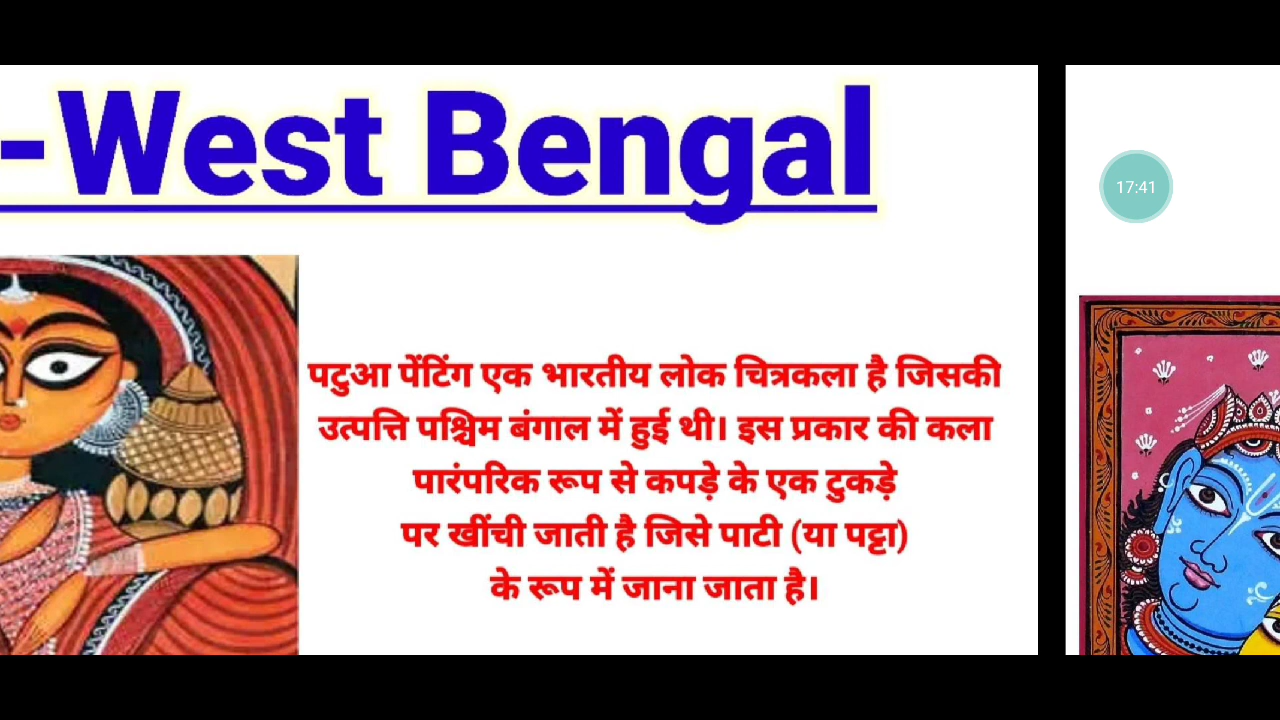 -West Bengal
17:41
पटुआ पेंटिंग एक भारतीय लोक चित्रकला है जिसकी
उत्पत्ति पश्चिम बंगाल में हुई थी। इस प्रकार की कला
पारंपरिक रूप से कपड़े के एक टुकड़े
पर खींची जाती है जिसे पाटी (या पट्टा)
के रूप में जाना जाता है।